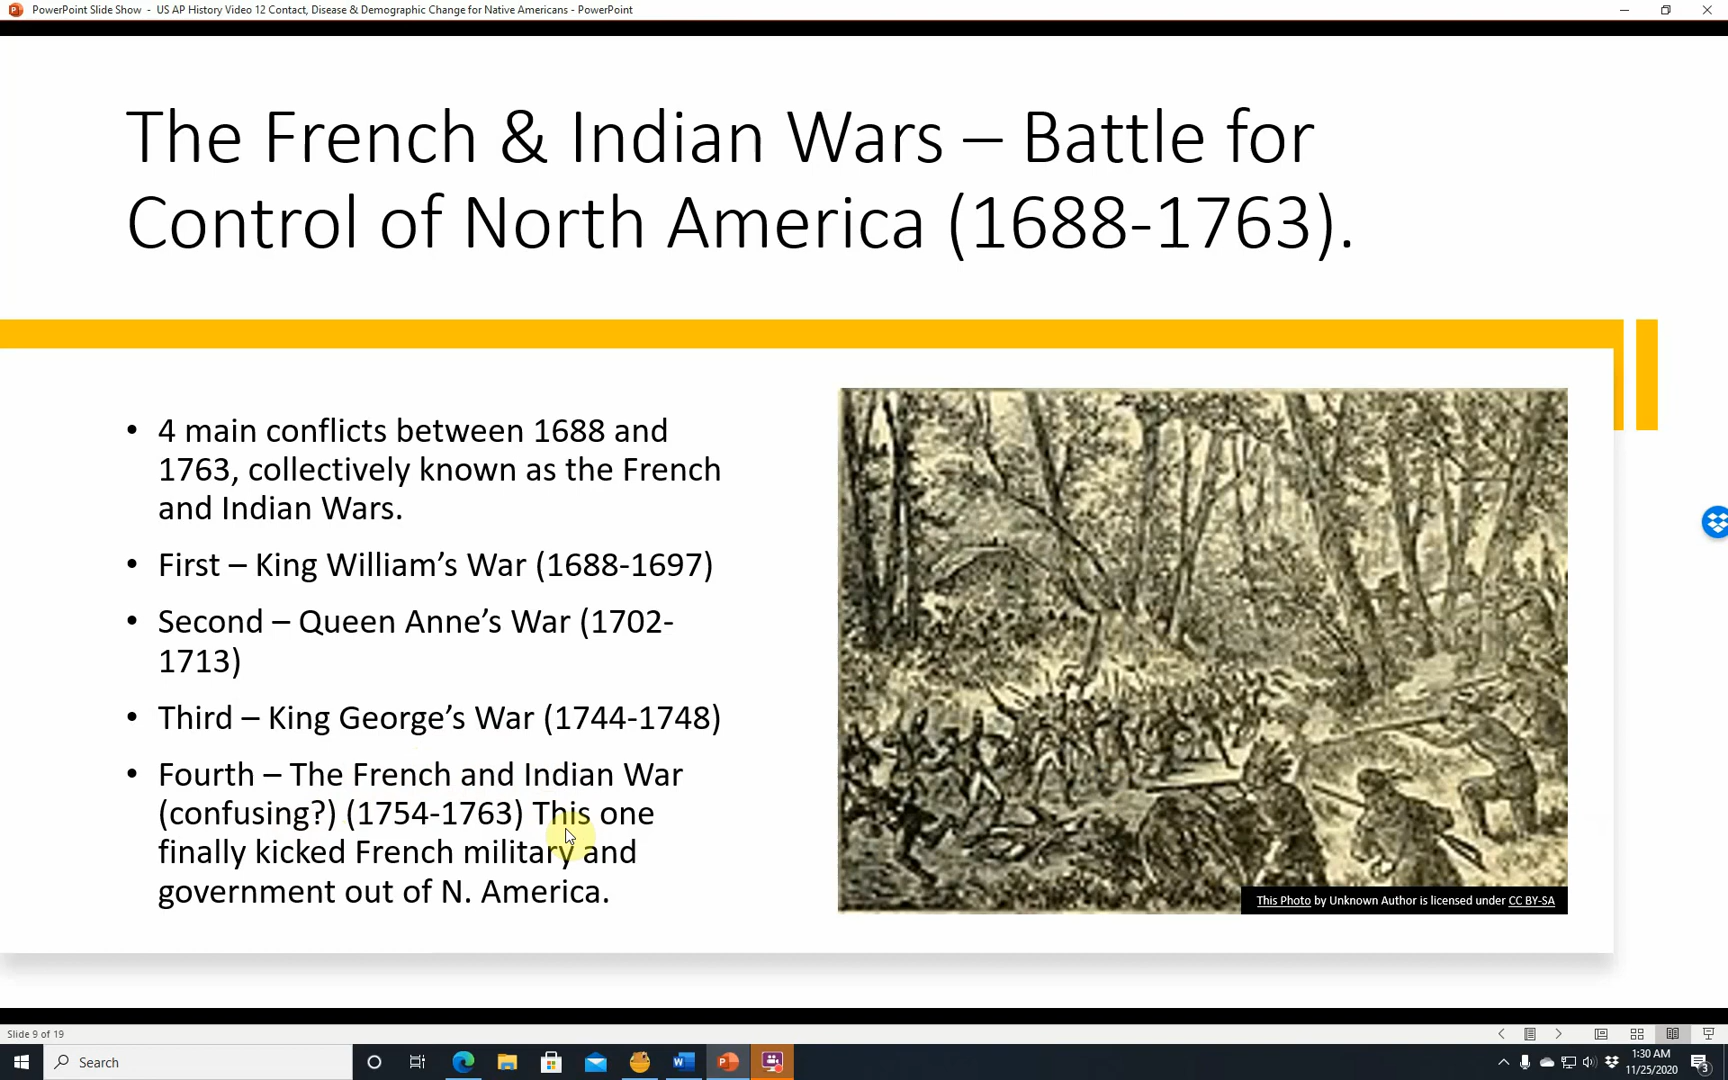 PowerPoint Slide Show - US AP History Video 12 Contact, Disease & Demographic Change for Native Americans - PowerPoint
The French & Indian Wars – Battle for
Control of North America (1688-1763).
• 4 main conflicts between 1688 and
1763, collectively known as the French
and Indian Wars.
• First – King William’s War (1688-1697)
• Second – Queen Anne’s War (1702-
1713)
• Third – King George’s War (1744-1748)
• Fourth – The French and Indian War
(confusing?) (1754-1763) This one
finally kicked French military and
government out of N. America.
This Photo by Unknown Author is licensed under CC BY-SA
Slide 9 of 19
Search
1:30 AM
11/25/2020
3